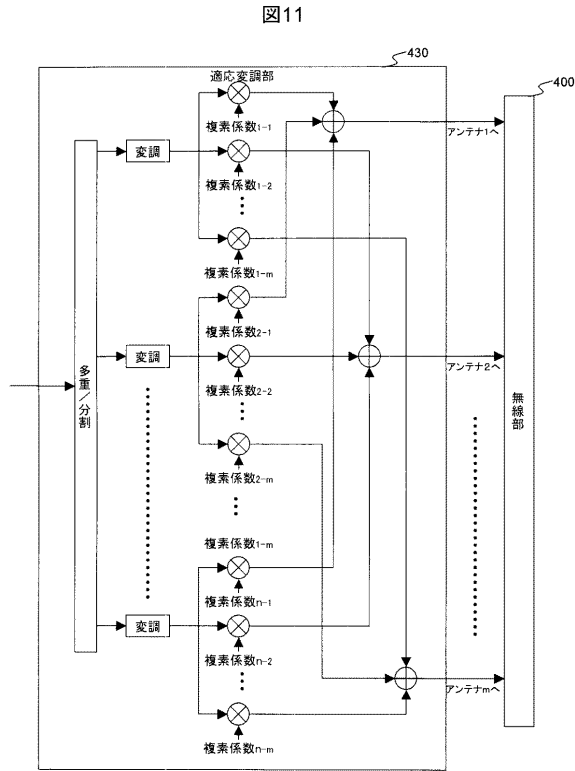 図11
430
400
適応変調部
複素係数1-1
アンテナ1へ
変調
複素係数1-2
複素係数1-m
複素係数2-1
変調
アンテナ2へ
多重／分割
複素係数2-2
無線部
複素係数2-m
複素係数1-m
複素係数n-1
変調
複素係数n-2
アンテナmへ
複素係数n-m